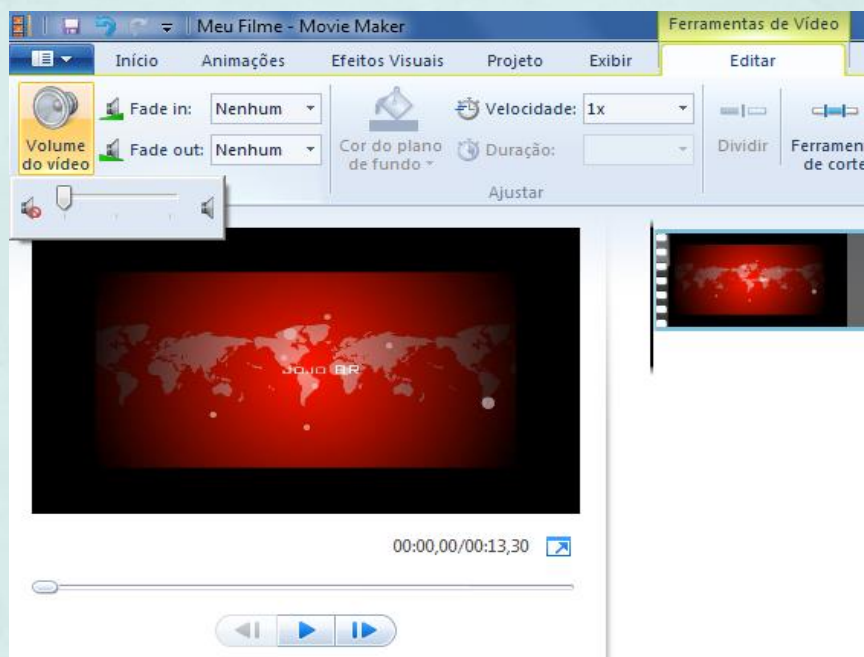 Meu Filme - Movie Maker
Ferramentas de Vídeo
Início Animações Efeitos Visuais Projeto Exibir Editar
Volume do vídeo
Fade in: Nenhum
Fade out: Nenhum
Cor do plano de fundo
Velocidade: 1x
Duração:
Dividir
de corte
Ajustar
JoJo BR
00:00,00/00:13,30